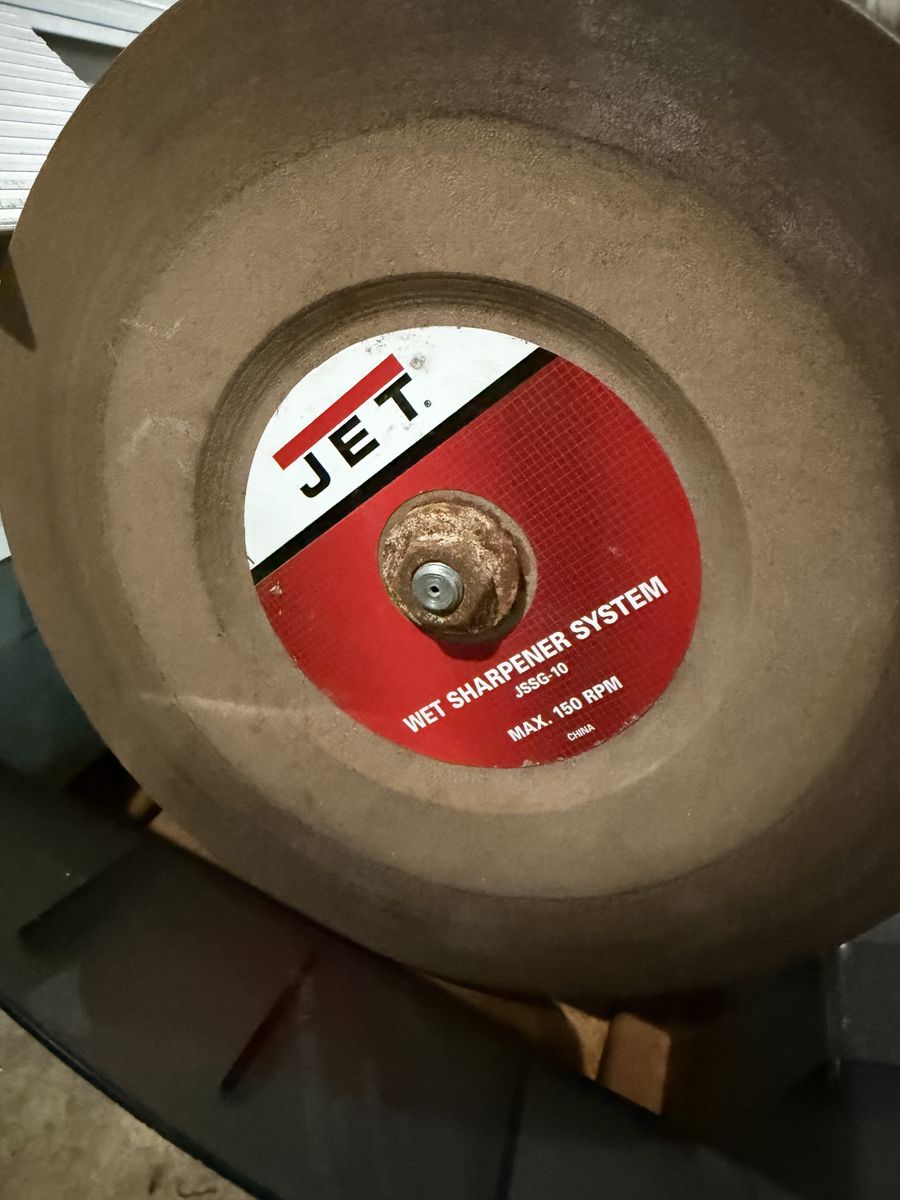 JET®
WET SHARPENER SYSTEM
JSSG-10
MAX. 150 RPM
CHINA